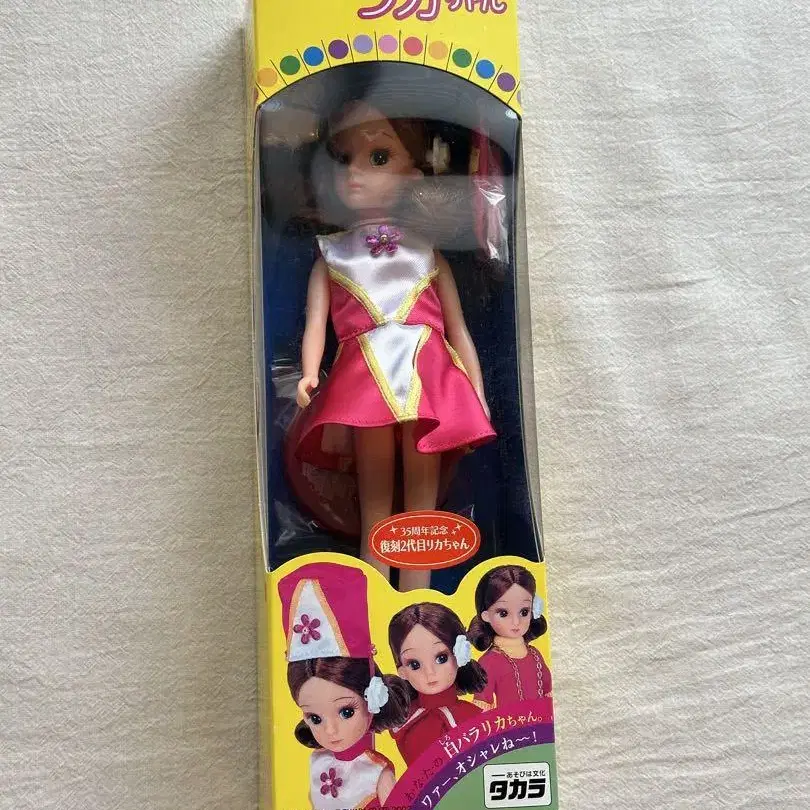 リカちゃん
35周年記念
復刻2代目リカちゃん
あなたの白バラリカちゃん。
しろ
ワァー、オシャレね〜〜!
あそびは文化
タカラ